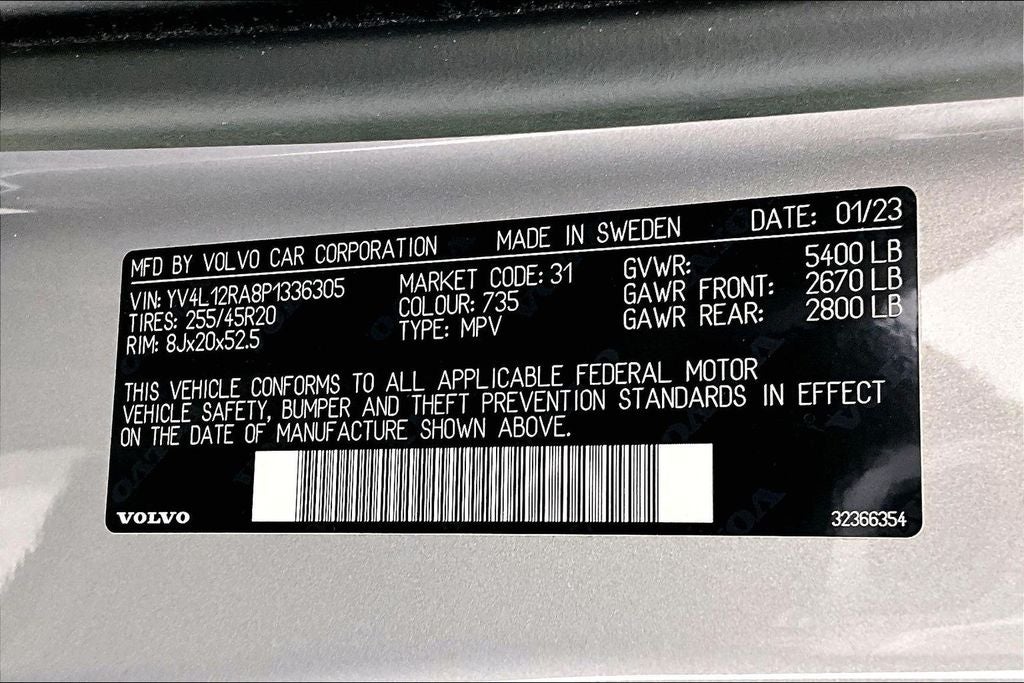 MFD BY VOLVO CAR CORPORATION MADE IN SWEDEN DATE: 01/23
VIN: YV4L12RA8P1336305 MARKET CODE: 31 GVWR: 5400 LB
TIRES: 255/45R20 COLOUR: 735 GAWR FRONT: 2670 LB
RIM: 8Jx20x52.5 TYPE: MPV GAWR REAR: 2800 LB
THIS VEHICLE CONFORMS TO ALL APPLICABLE FEDERAL MOTOR
VEHICLE SAFETY, BUMPER AND THEFT PREVENTION STANDARDS IN EFFECT
ON THE DATE OF MANUFACTURE SHOWN ABOVE.
VOLVO 32366354